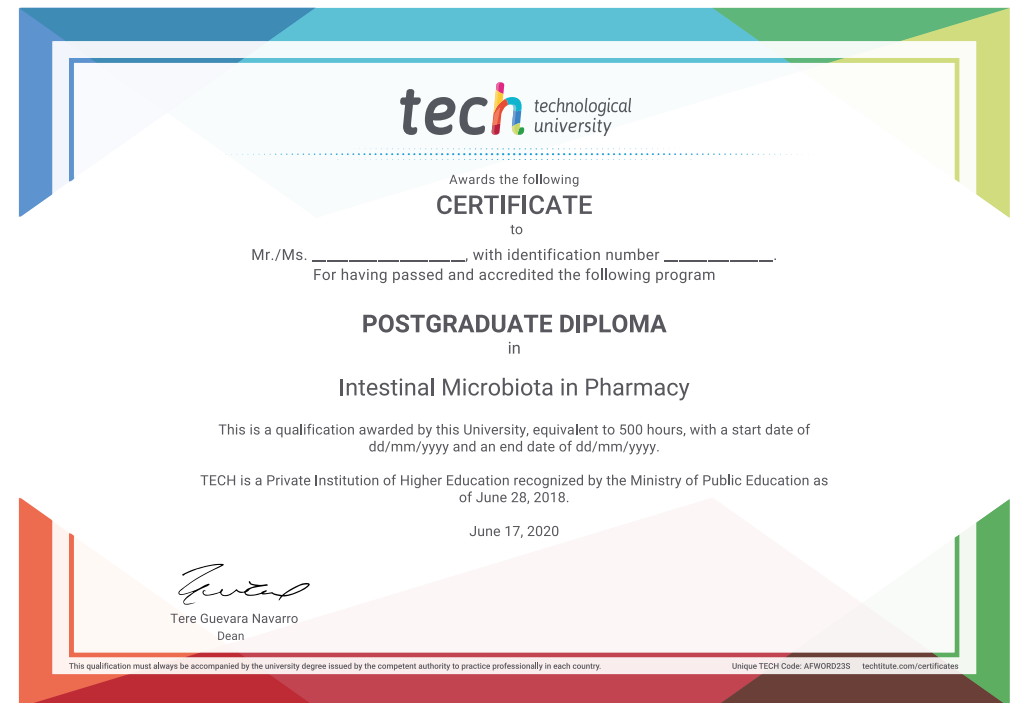 tech technological
university
Awards the following
CERTIFICATE
to
Mr./Ms. _________________, with identification number ____________.
For having passed and accredited the following program
POSTGRADUATE DIPLOMA
in
Intestinal Microbiota in Pharmacy
This is a qualification awarded by this University, equivalent to 500 hours, with a start date of
dd/mm/yyyy and an end date of dd/mm/yyyy.
TECH is a Private Institution of Higher Education recognized by the Ministry of Public Education as
of June 28, 2018.
June 17, 2020
Tere Guevara Navarro
Dean
This qualification must always be accompanied by the university degree issued by the competent authority to practice professionally in each country.
Unique TECH Code: AFWORD23S techtitute.com/certificates